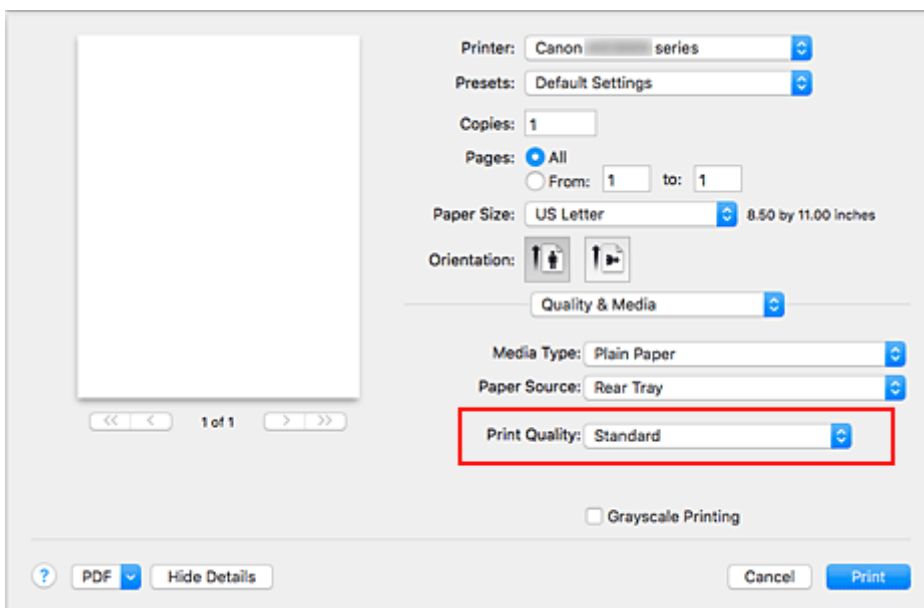 Printer: Canon series
Presets: Default Settings
Copies: 1
Pages: All
From: 1 to: 1
Paper Size: US Letter 8.50 by 11.00 inches
Orientation:
Quality & Media
Media Type: Plain Paper
Paper Source: Rear Tray
<< < 1 of 1 > >>
Print Quality: Standard
Grayscale Printing
? PDF Hide Details Cancel Print